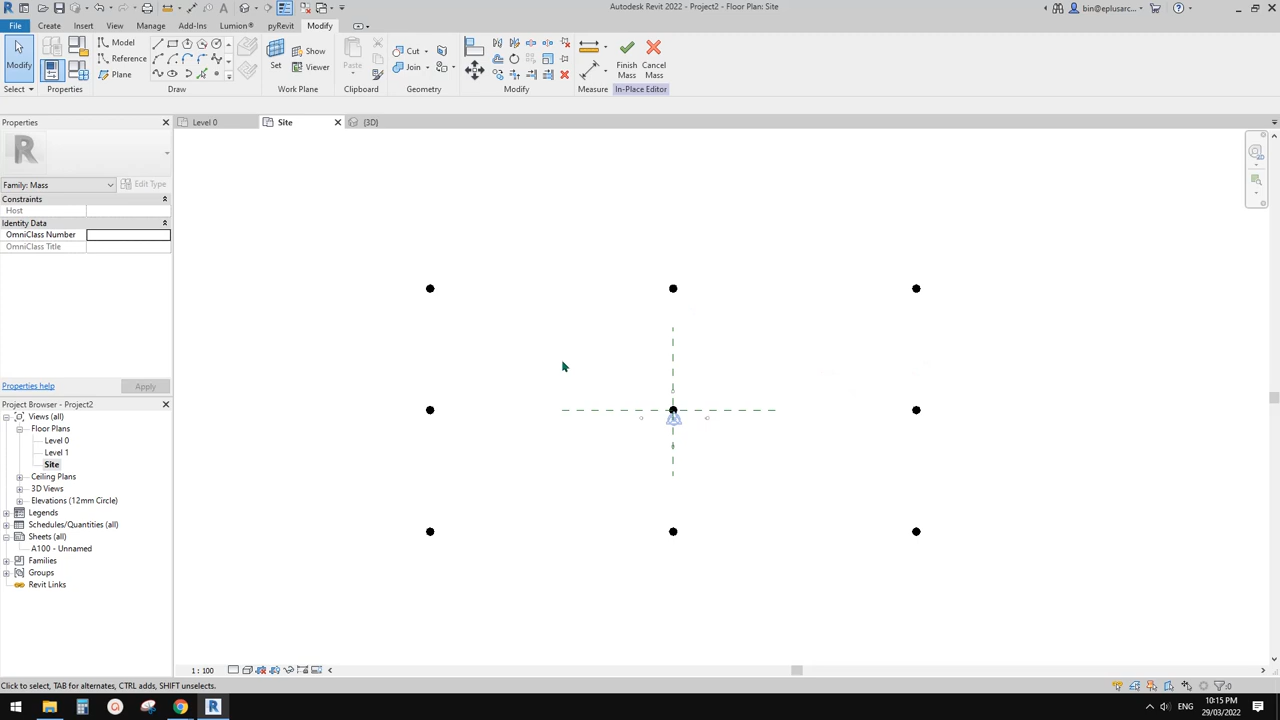 Autodesk Revit 2022 - Project2 - Floor Plan: Site
bin@eplusarc...
File Create Insert View Manage Add-Ins Lumion® pyRevit Modify
Modify
Model
Reference
Plane
Set
Show
Viewer
Paste
Cut
Join
Finish Mass
Cancel Mass
Select Properties Draw Work Plane Clipboard Geometry Modify Measure In-Place Editor
Properties
Level 0
Site
{3D}
Family: Mass
Edit Type
Constraints
Host
Identity Data
OmniClass Number
OmniClass Title
Properties help
Apply
Project Browser - Project2
Views (all)
Floor Plans
Level 0
Level 1
Site
Ceiling Plans
3D Views
Elevations (12mm Circle)
Legends
Schedules/Quantities (all)
Sheets (all)
A100 - Unnamed
Families
Groups
Revit Links
1 : 100
Click to select, TAB for alternates, CTRL adds, SHIFT unselects.
:0
ENG
10:15 PM
29/03/2022